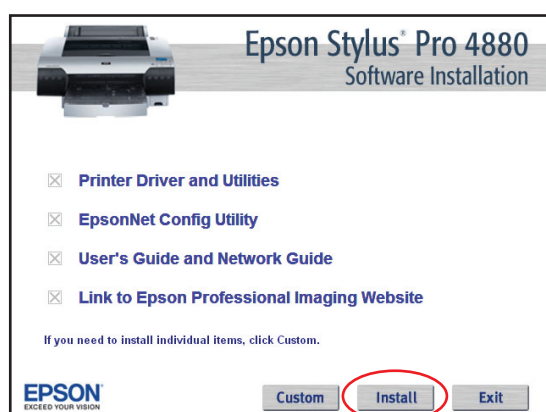 Epson Stylus® Pro 4880
Software Installation
Printer Driver and Utilities
EpsonNet Config Utility
User's Guide and Network Guide
Link to Epson Professional Imaging Website
If you need to install individual items, click Custom.
EPSON®
EXCEED YOUR VISION
Custom Install Exit